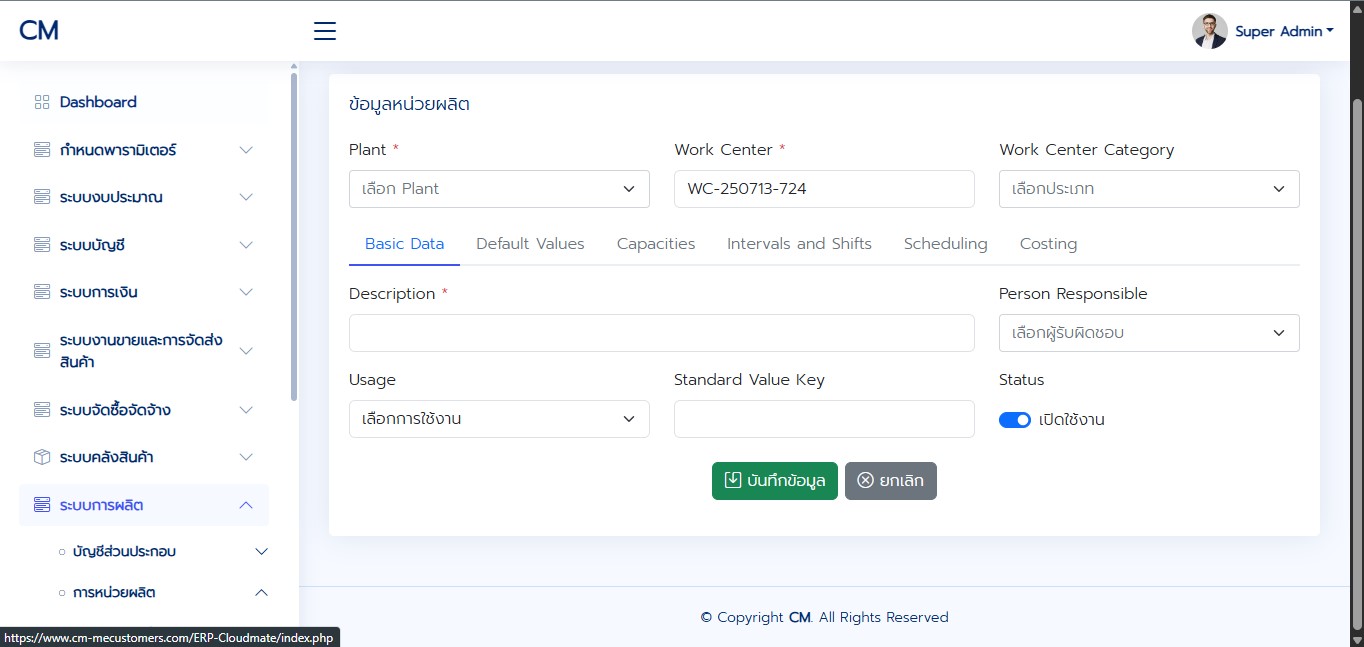 CM
Super Admin
Dashboard
กำหนดพารามิเตอร์
ระบบงบประมาณ
ระบบบัญชี
ระบบการเงิน
ระบบงานขายและการจัดส่ง
สินค้า
ระบบจัดซื้อจัดจ้าง
ระบบคลังสินค้า
ระบบการผลิต
บัญชีส่วนประกอบ
การหน่วยผลิต
ข้อมูลหน่วยผลิต
Plant * Work Center * Work Center Category
เลือก Plant WC-250713-724 เลือกประเภท
Basic Data Default Values Capacities Intervals and Shifts Scheduling Costing
Description * Person Responsible
เลือกผู้รับผิดชอบ
Usage Standard Value Key Status
เลือกการใช้งาน เปิดใช้งาน
บันทึกข้อมูล ยกเลิก
© Copyright CM. All Rights Reserved
https://www.cm-mecustomers.com/ERP-Cloudmate/index.php